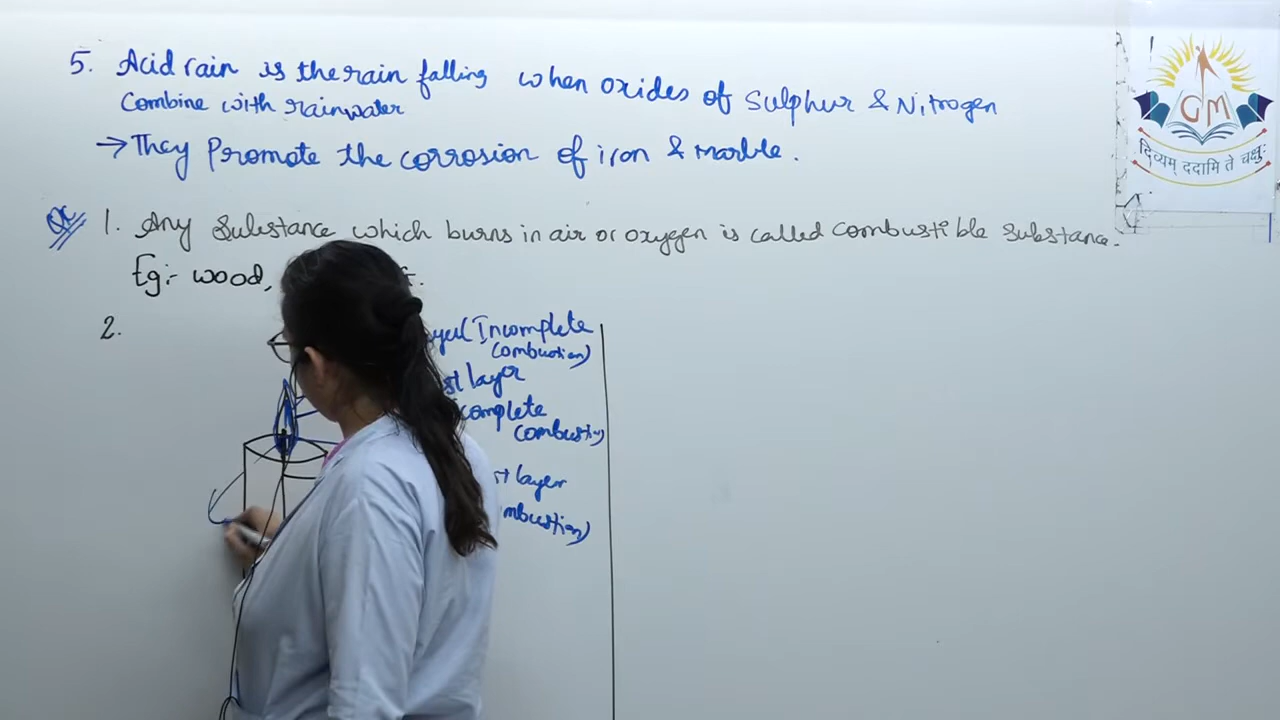 5. Acid rain is the rain falling when oxides of Sulphur & Nitrogen
Combine with rainwater
→ They Promote the corrosion of iron & Marble.
1. Any Substance which burns in air or oxygen is called Combustible Substance.
Eg:- wood,
2.
Incomplete
Combustion)
layer
Combustion
layer
GM
दिव्यम् ददामि ते चक्षुः